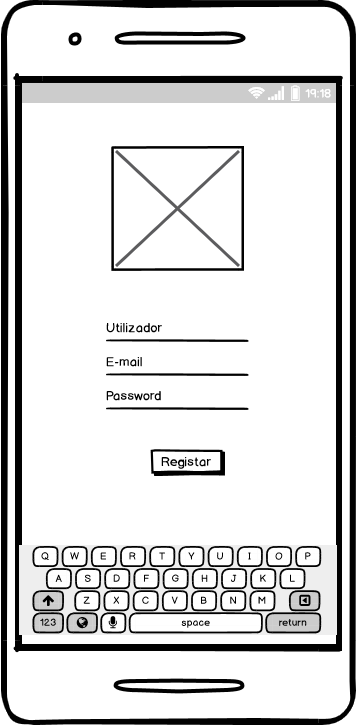 19:18
Utilizador
E-mail
Password
Registar
Q W E R T Y U I O P
A S D F G H J K L
Z X C V B N M
123 space return